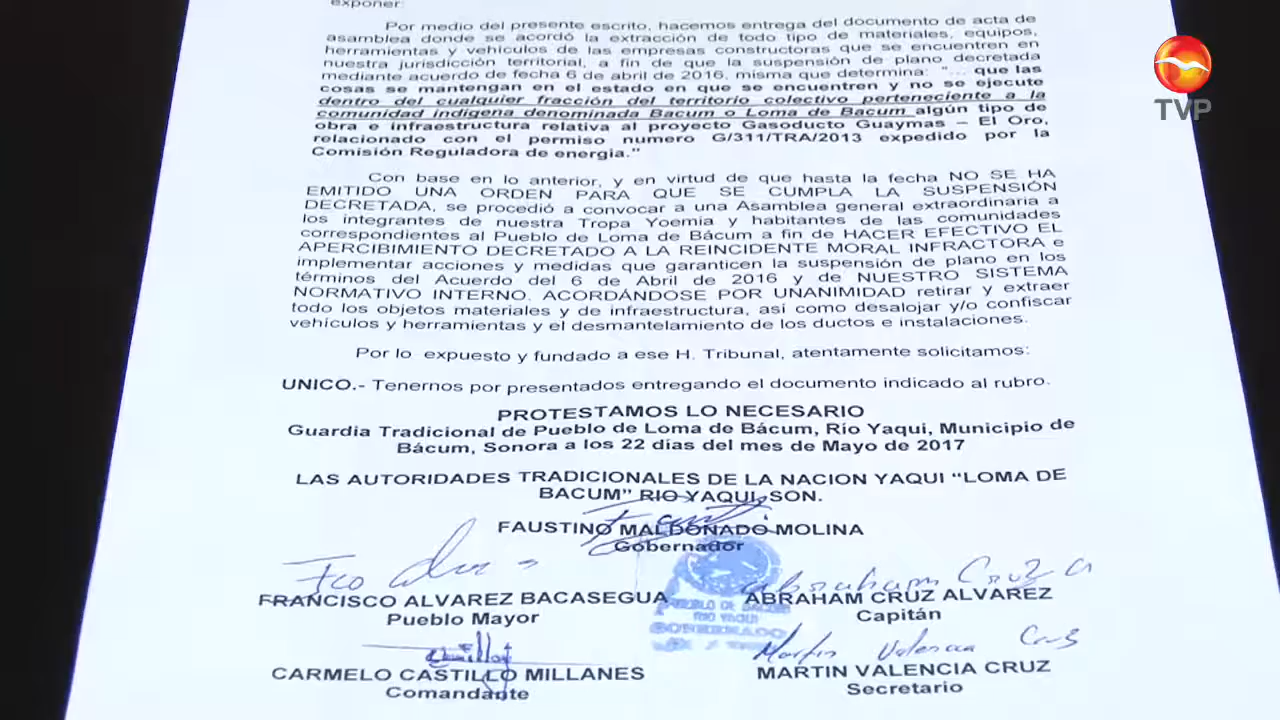 exponer:
Por medio del presente escrito, hacemos entrega del documento de acta de
asamblea donde se acordó la extracción de todo tipo de materiales, equipos,
herramientas y vehículos de las empresas constructoras que se encuentren en
nuestra jurisdicción territorial, a fin de que la suspensión de plano decretada
mediante acuerdo de fecha 6 de abril de 2016, misma que determina: "... que las
cosas se mantengan en el estado en que se encuentren y no se ejecute
dentro del cualquier fracción del territorio colectivo perteneciente a la
comunidad indígena denominada Bacum o Loma de Bacum algún tipo de
obra e infraestructura relativa al proyecto Gasoducto Guaymas – El Oro,
relacionado con el permiso numero G/311/TRA/2013 expedido por la
Comisión Reguladora de energia."
Con base en lo anterior, y en virtud de que hasta la fecha NO SE HA
EMITIDO UNA ORDEN PARA QUE SE CUMPLA LA SUSPENSIÓN
DECRETADA, se procedió a convocar a una Asamblea general extraordinaria a
los integrantes de nuestra Tropa Yoemia y habitantes de las comunidades
correspondientes al Pueblo de Loma de Bácum a fin de HACER EFECTIVO EL
APERCIBIMIENTO DECRETADO A LA REINCIDENTE MORAL INFRACTORA e
implementar acciones y medidas que garanticen la suspensión de plano en los
términos del Acuerdo del 6 de Abril de 2016 y de NUESTRO SISTEMA
NORMATIVO INTERNO. ACORDÁNDOSE POR UNANIMIDAD retirar y extraer
todo los objetos materiales y de infraestructura, así como desalojar y/o confiscar
vehículos y herramientas y el desmantelamiento de los ductos e instalaciones.
Por lo expuesto y fundado a ese H. Tribunal, atentamente solicitamos:
UNICO.- Tenernos por presentados entregando el documento indicado al rubro.
PROTESTAMOS LO NECESARIO
Guardia Tradicional de Pueblo de Loma de Bácum, Río Yaqui, Municipio de
Bácum, Sonora a los 22 días del mes de Mayo de 2017
LAS AUTORIDADES TRADICIONALES DE LA NACION YAQUI "LOMA DE
BACUM" RIO YAQUI, SON.
FAUSTINO MALDONADO MOLINA
Gobernador
Abraham Cruz A
FRANCISCO ALVAREZ BACASEGUA
Pueblo Mayor
ABRAHAM CRUZ ALVAREZ
Capitán
PUEBLO DE BACUM
RIO YAQUI
GOBERNADO
Martin Valencia Cruz
CARMELO CASTILLO MILLANES
Comandante
MARTIN VALENCIA CRUZ
Secretario
TVP